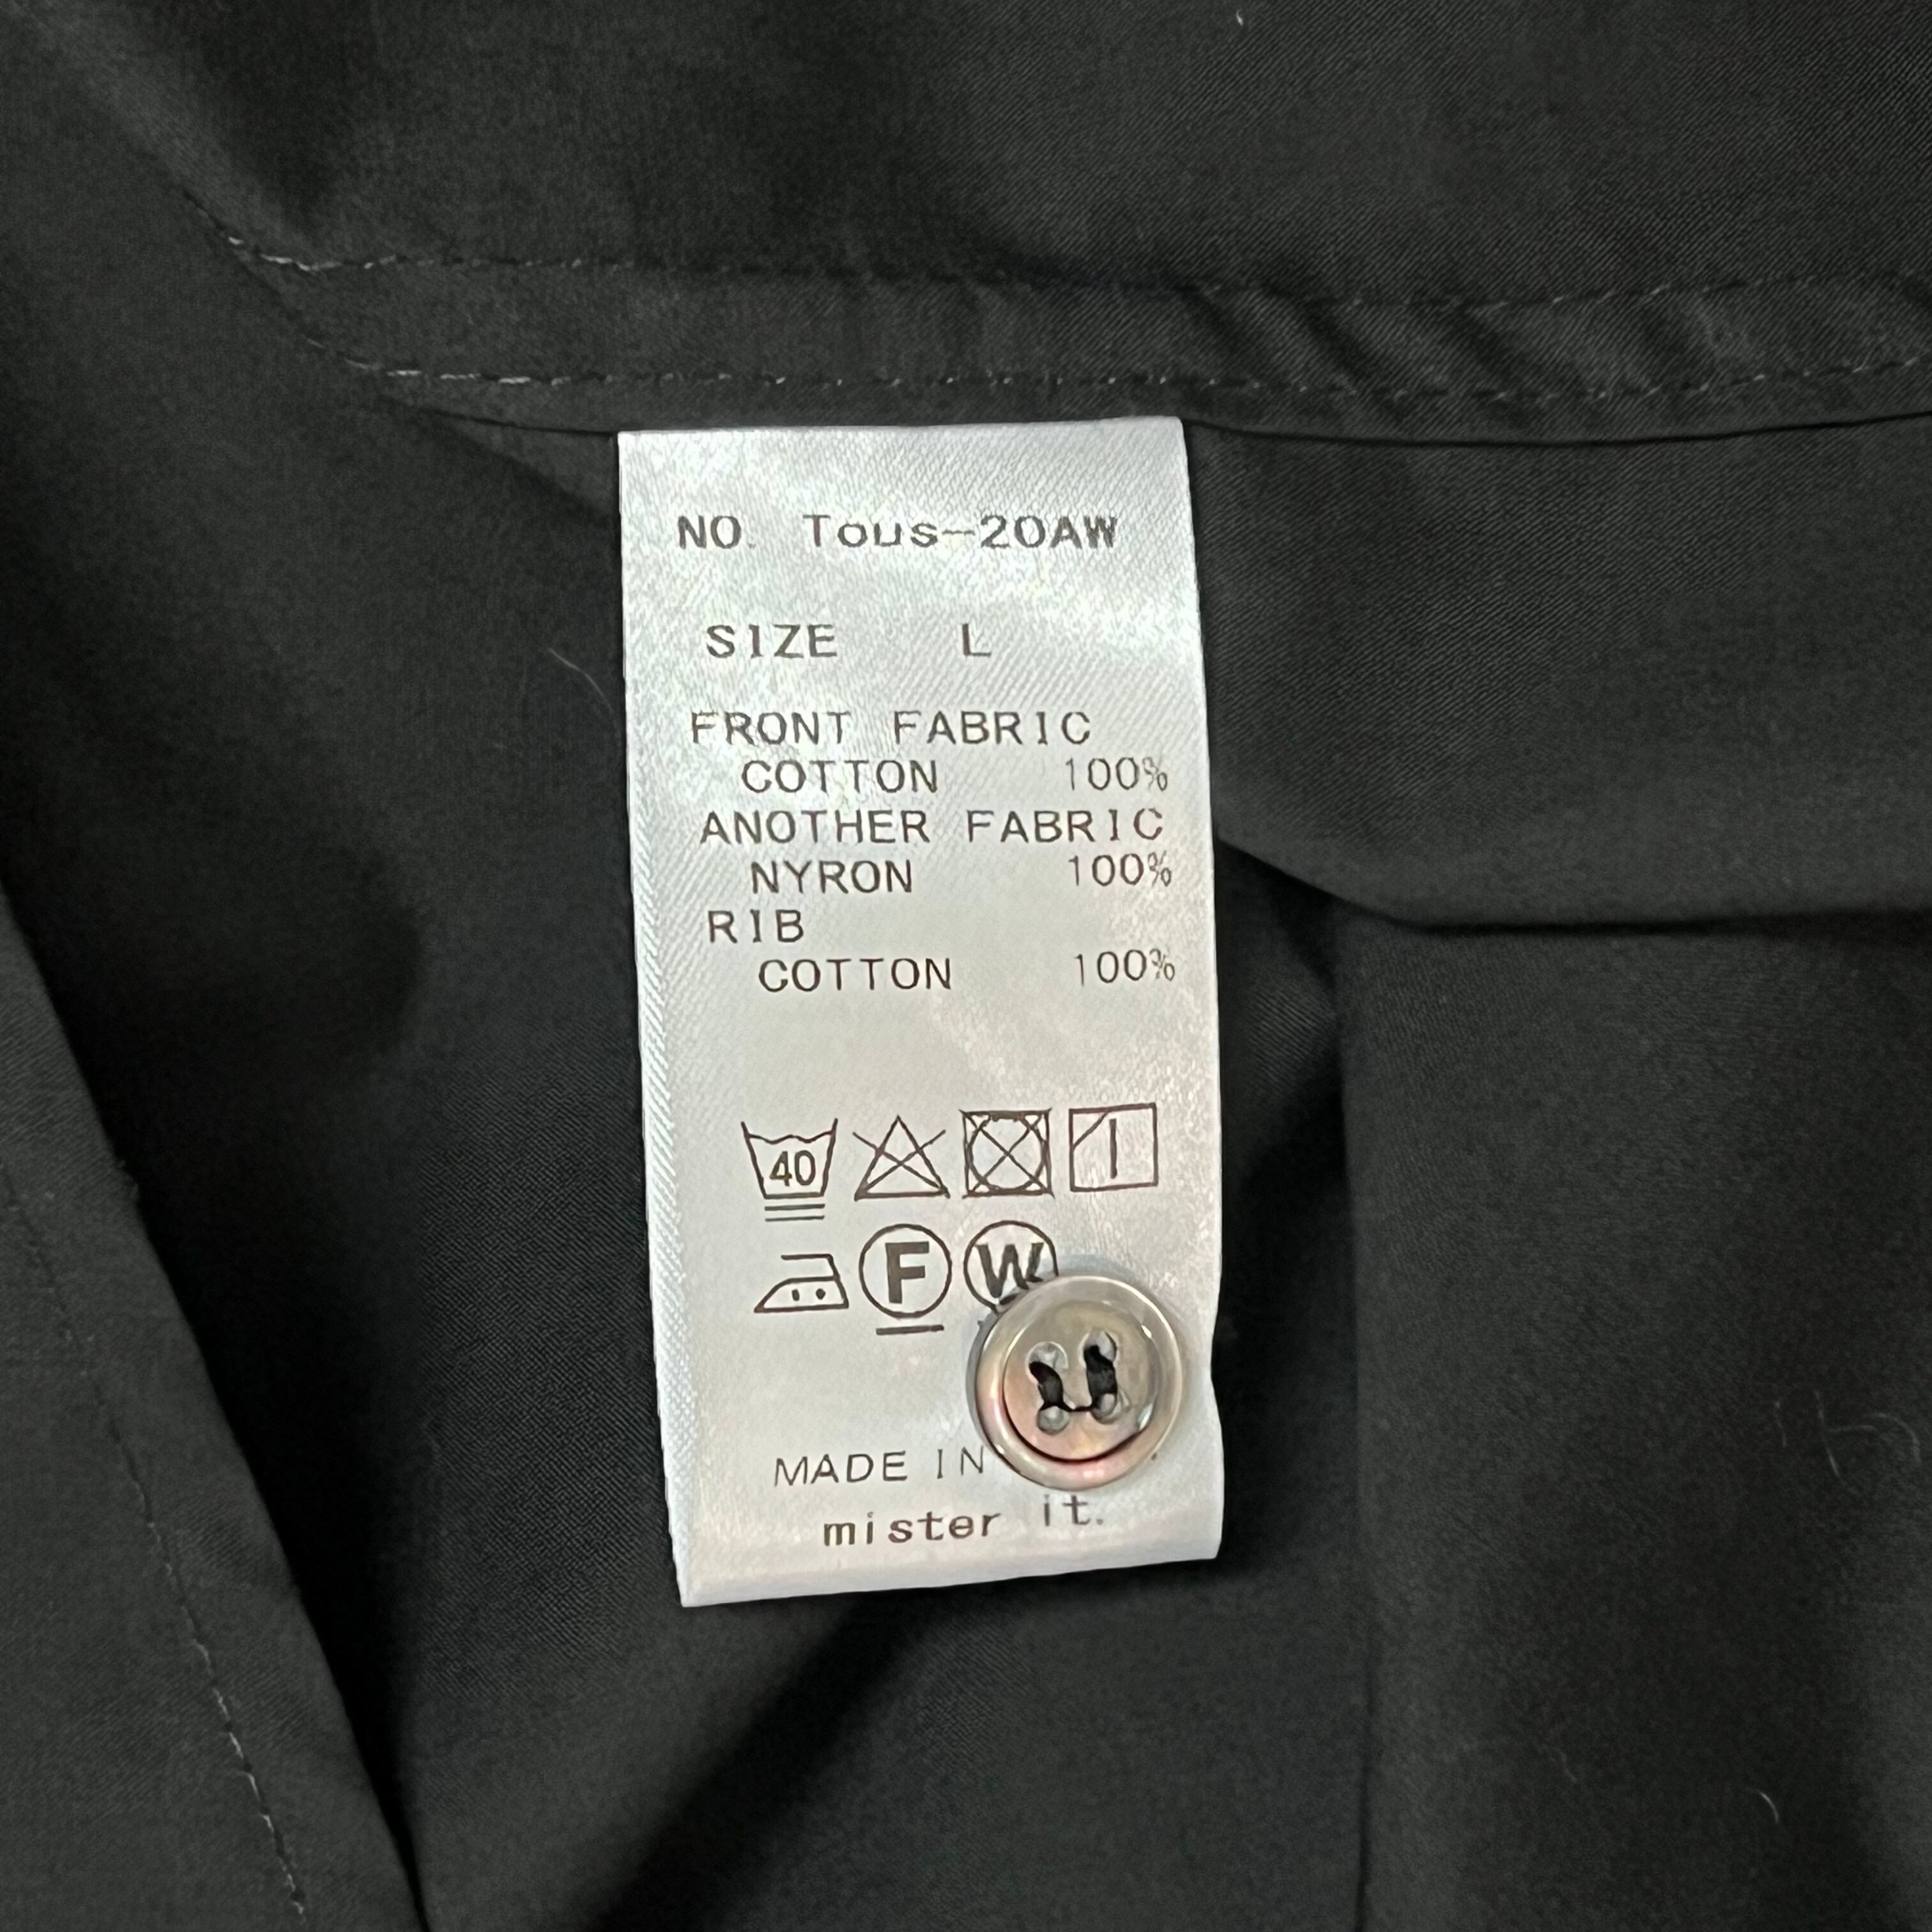 NO. Tous-20AW
SIZE L
FRONT FABRIC
COTTON 100%
ANOTHER FABRIC
NYRON 100%
RIB
COTTON 100%
40
F W
MADE IN
mister it.